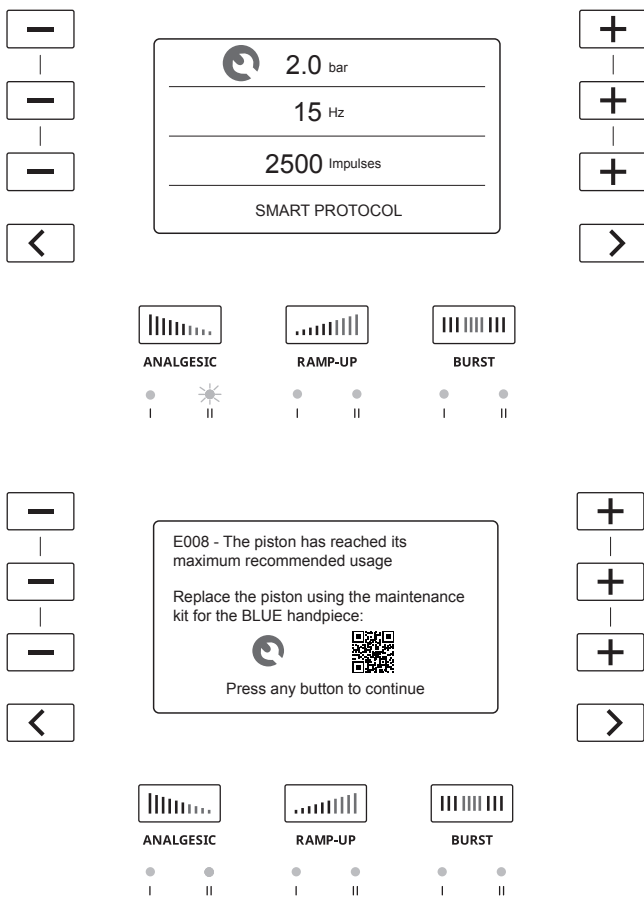 2.0 bar
15 Hz
2500 Impulses
SMART PROTOCOL
ANALGESIC RAMP-UP BURST
I II I II I II
E008 - The piston has reached its
maximum recommended usage
Replace the piston using the maintenance
kit for the BLUE handpiece:
Press any button to continue
ANALGESIC RAMP-UP BURST
I II I II I II